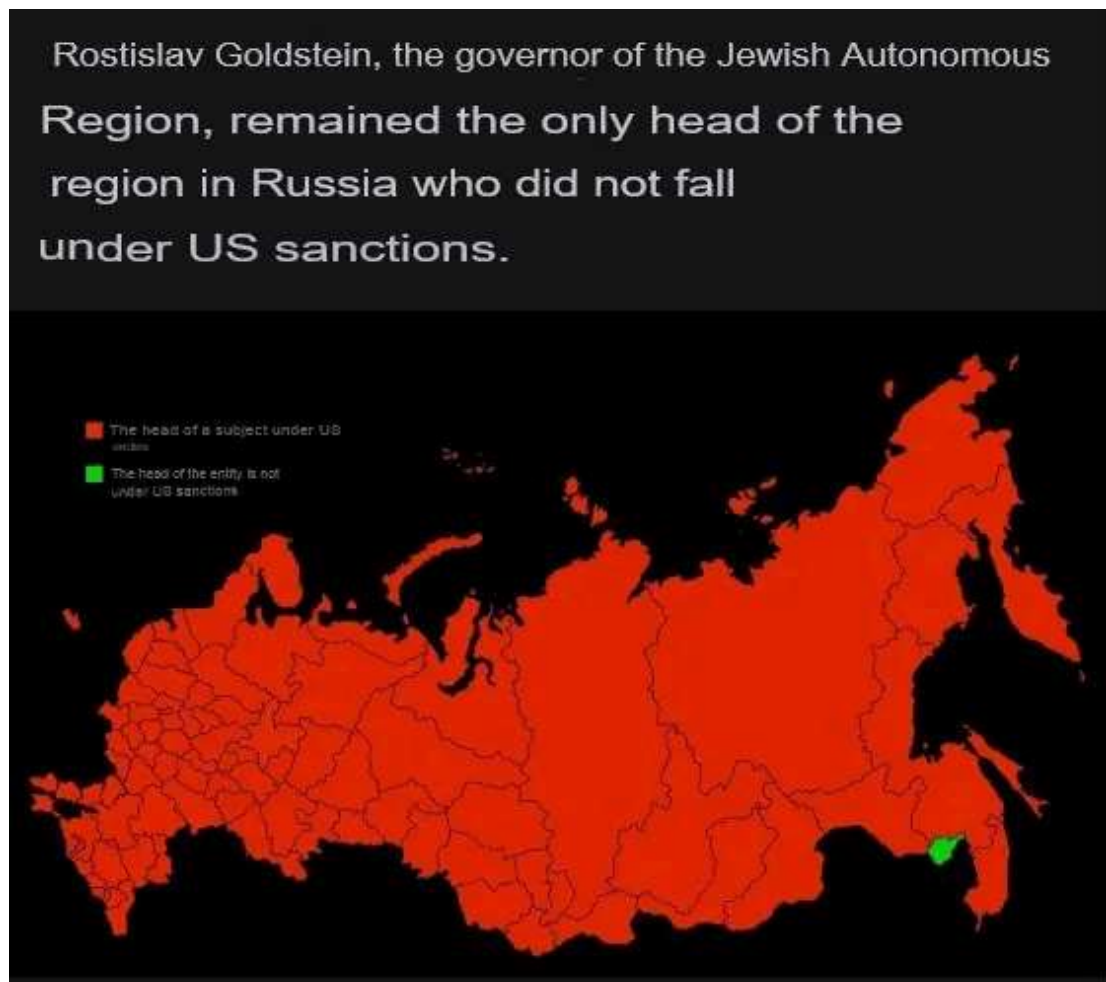 Rostislav Goldstein, the governor of the Jewish Autonomous
Region, remained the only head of the
region in Russia who did not fall
under US sanctions.
The head of a subject under US
The head of the entity is not
under US sanctions